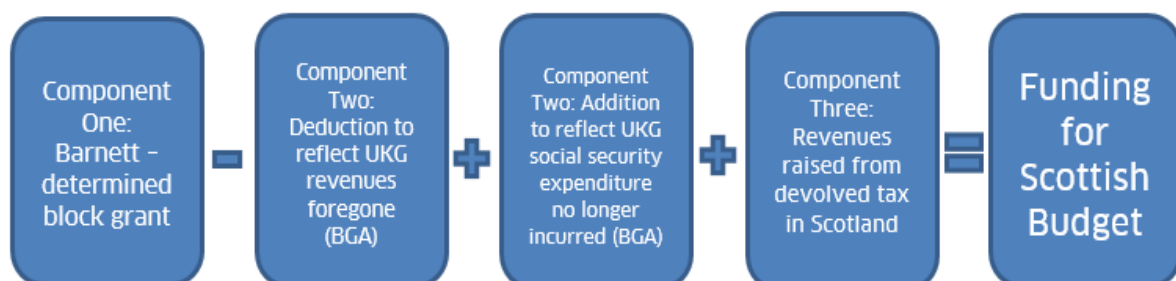 Component
One:
Barnett –
determined
block grant
-
Component
Two:
Deduction to
reflect UKG
revenues
foregone
(BGA)
+
Component
Two: Addition
to reflect UKG
social security
expenditure
no longer
incurred (BGA)
+
Component
Three:
Revenues
raised from
devolved tax
in Scotland
=
Funding
for
Scottish
Budget